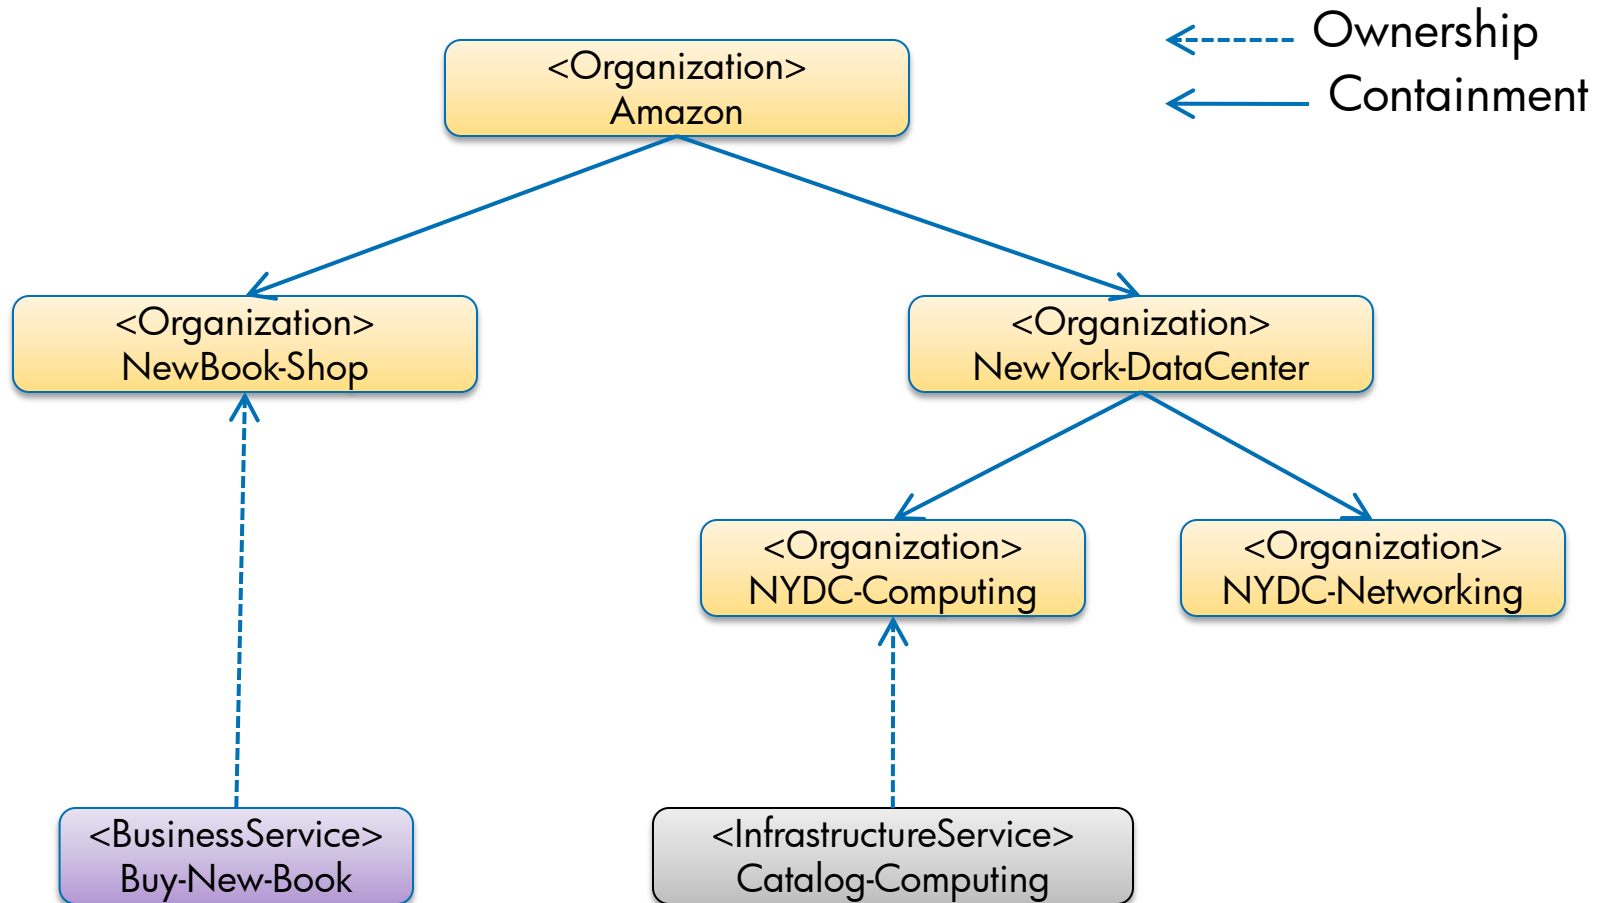 Ownership
Containment
<Organization>
Amazon
<Organization>
NewBook-Shop
<Organization>
NewYork-DataCenter
<Organization>
NYDC-Computing
<Organization>
NYDC-Networking
<BusinessService>
Buy-New-Book
<InfrastructureService>
Catalog-Computing